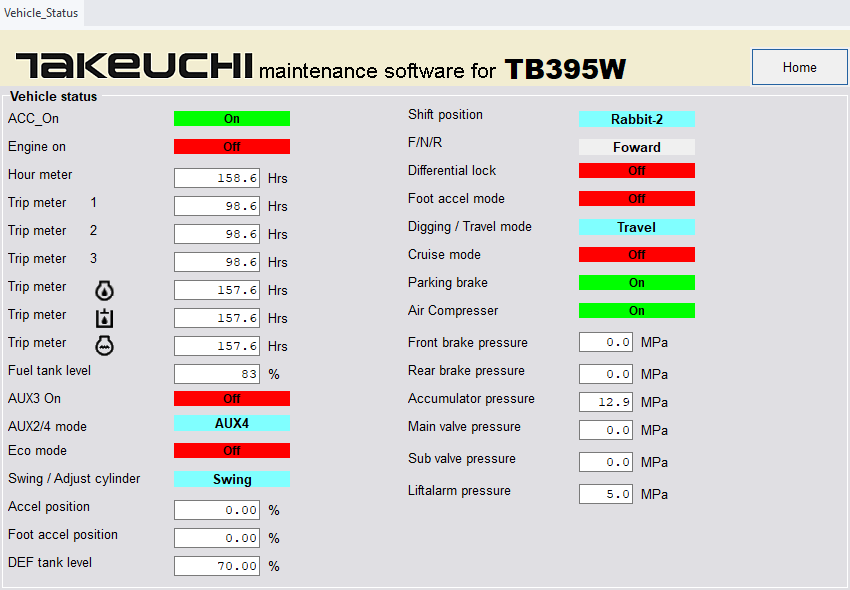 Vehicle_Status
TAKEUCHI maintenance software for TB395W
Home
Vehicle status
ACC_On On
Engine on Off
Hour meter 158.6 Hrs
Trip meter 1 98.6 Hrs
Trip meter 2 98.6 Hrs
Trip meter 3 98.6 Hrs
Trip meter 157.6 Hrs
Trip meter 157.6 Hrs
Trip meter 157.6 Hrs
Fuel tank level 83 %
AUX3 On Off
AUX2/4 mode AUX4
Eco mode Off
Swing / Adjust cylinder Swing
Accel position 0.00 %
Foot accel position 0.00 %
DEF tank level 70.00 %
Shift position Rabbit-2
F/N/R Foward
Differential lock Off
Foot accel mode Off
Digging / Travel mode Travel
Cruise mode Off
Parking brake On
Air Compresser On
Front brake pressure 0.0 MPa
Rear brake pressure 0.0 MPa
Accumulator pressure 12.9 MPa
Main valve pressure 0.0 MPa
Sub valve pressure 0.0 MPa
Liftalarm pressure 5.0 MPa